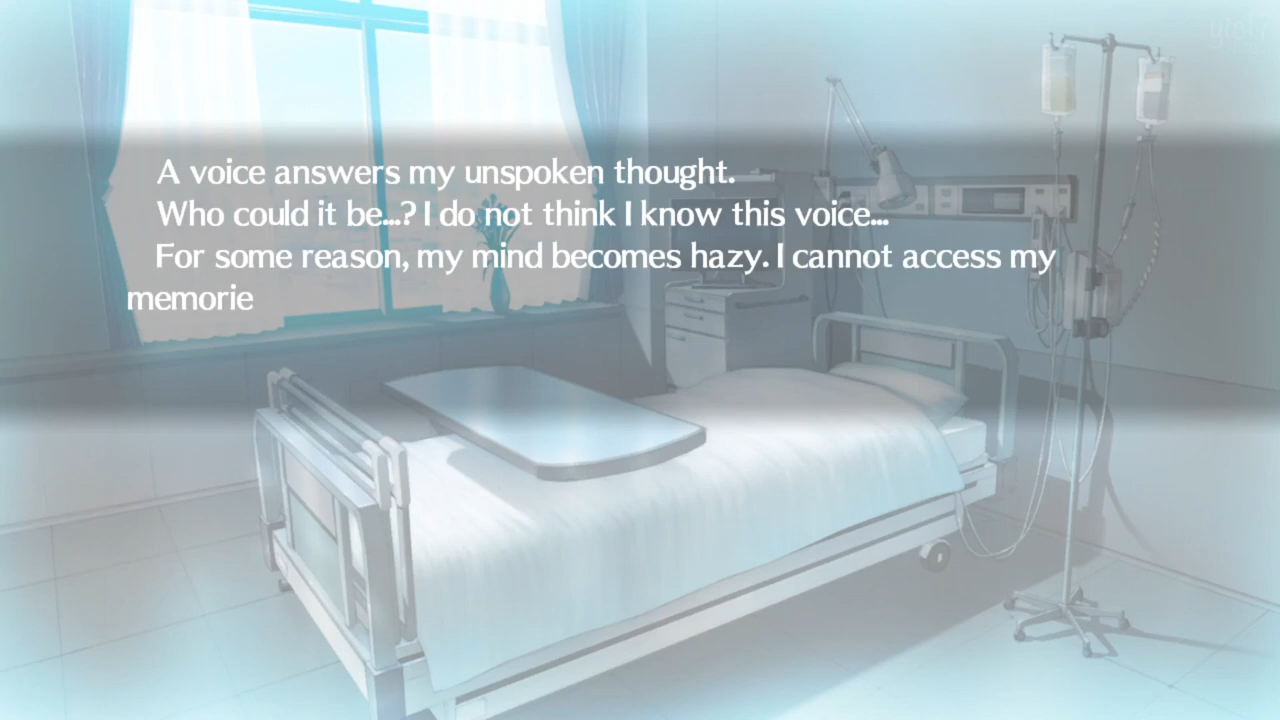 A voice answers my unspoken thought.
Who could it be...? I do not think I know this voice...
For some reason, my mind becomes hazy. I cannot access my
memorie